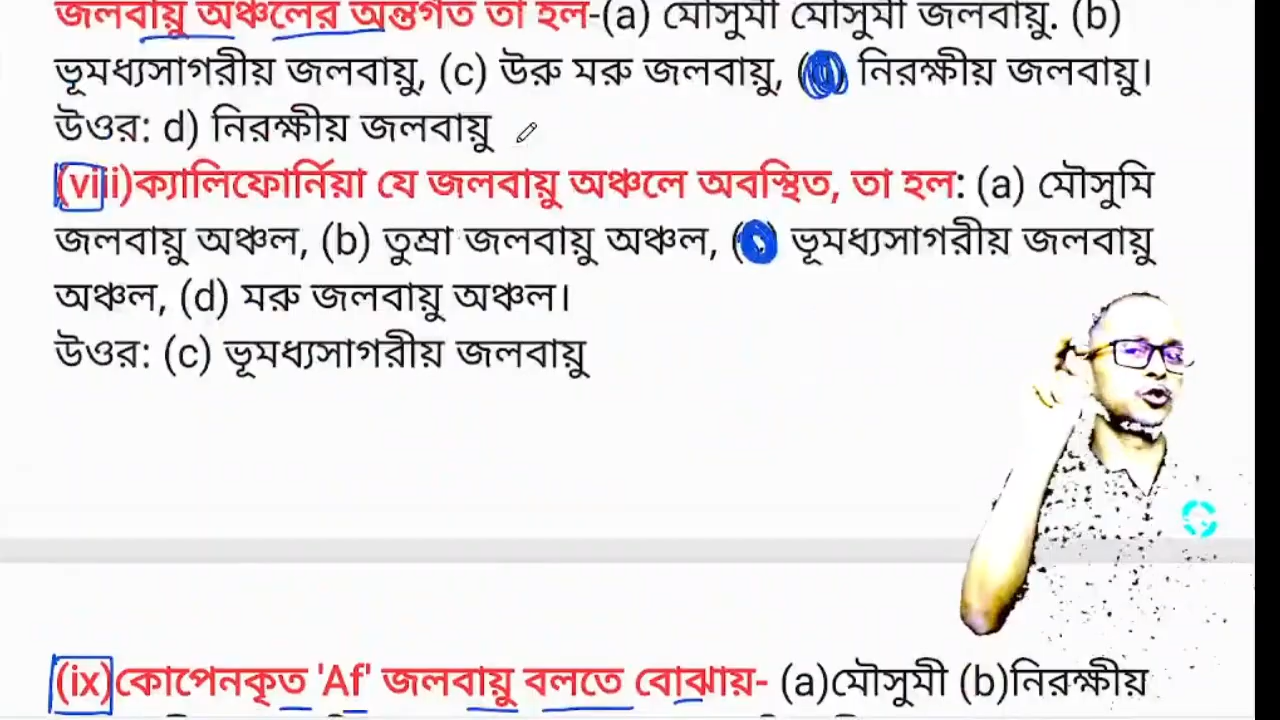 জলবায়ু অঞ্চলের অন্তর্গত তা হল-(a) মৌসুমী মৌসুমী জলবায়ু. (b)
ভূমধ্যসাগরীয় জলবায়ু, (c) উরু মরু জলবায়ু, নিরক্ষীয় জলবায়ু।
উওর: d) নিরক্ষীয় জলবায়ু
(viii)ক্যালিফোর্নিয়া যে জলবায়ু অঞ্চলে অবস্থিত, তা হল: (a) মৌসুমি
জলবায়ু অঞ্চল, (b) তুম্রা জলবায়ু অঞ্চল, ভূমধ্যসাগরীয় জলবায়ু
অঞ্চল, (d) মরু জলবায়ু অঞ্চল।
উওর: (c) ভূমধ্যসাগরীয় জলবায়ু
(ix)কোপেনকৃত 'Af' জলবায়ু বলতে বোঝায়- (a)মৌসুমী (b)নিরক্ষীয়